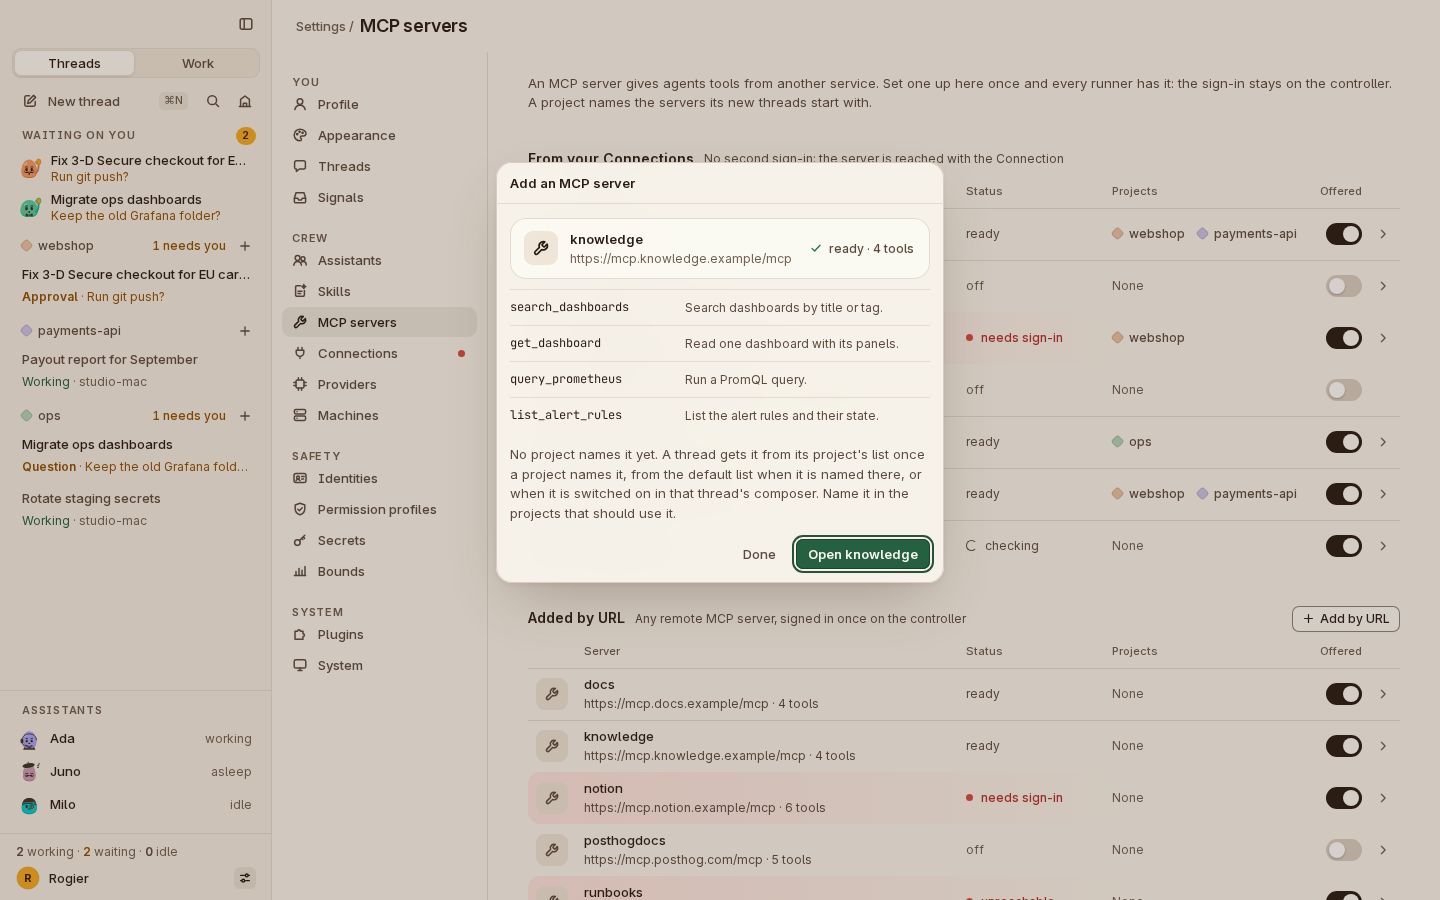 Threads
Work
New thread
⌘N
WAITING ON YOU
2
Fix 3-D Secure checkout for E…
Run git push?
Migrate ops dashboards
Keep the old Grafana folder?
webshop
1 needs you
Fix 3-D Secure checkout for EU car…
Approval · Run git push?
payments-api
Payout report for September
Working · studio-mac
ops
1 needs you
Migrate ops dashboards
Question · Keep the old Grafana fold…
Rotate staging secrets
Working · studio-mac
ASSISTANTS
Ada
working
Juno
asleep
Milo
idle
2 working · 2 waiting · 0 idle
R
Rogier
Settings / MCP servers
YOU
Profile
Appearance
Threads
Signals
CREW
Assistants
Skills
MCP servers
Connections
Providers
Machines
SAFETY
Identities
Permission profiles
Secrets
Bounds
SYSTEM
Plugins
System
An MCP server gives agents tools from another service. Set one up here once and every runner has it: the sign-in stays on the controller.
A project names the servers its new threads start with.
From your Connections No second sign-in: the server is reached with the Connection
Status Projects Offered
ready webshop payments-api
off None
needs sign-in webshop
off None
ready ops
ready webshop payments-api
checking None
Add an MCP server
knowledge
https://mcp.knowledge.example/mcp
ready · 4 tools
search_dashboards Search dashboards by title or tag.
get_dashboard Read one dashboard with its panels.
query_prometheus Run a PromQL query.
list_alert_rules List the alert rules and their state.
No project names it yet. A thread gets it from its project's list once
a project names it, from the default list when it is named there, or
when it is switched on in that thread's composer. Name it in the
projects that should use it.
Done
Open knowledge
Added by URL Any remote MCP server, signed in once on the controller
Add by URL
Server Status Projects Offered
docs
https://mcp.docs.example/mcp · 4 tools
ready None
knowledge
https://mcp.knowledge.example/mcp · 4 tools
ready None
notion
https://mcp.notion.example/mcp · 6 tools
needs sign-in None
posthogdocs
https://mcp.posthog.com/mcp · 5 tools
off None
runbooks